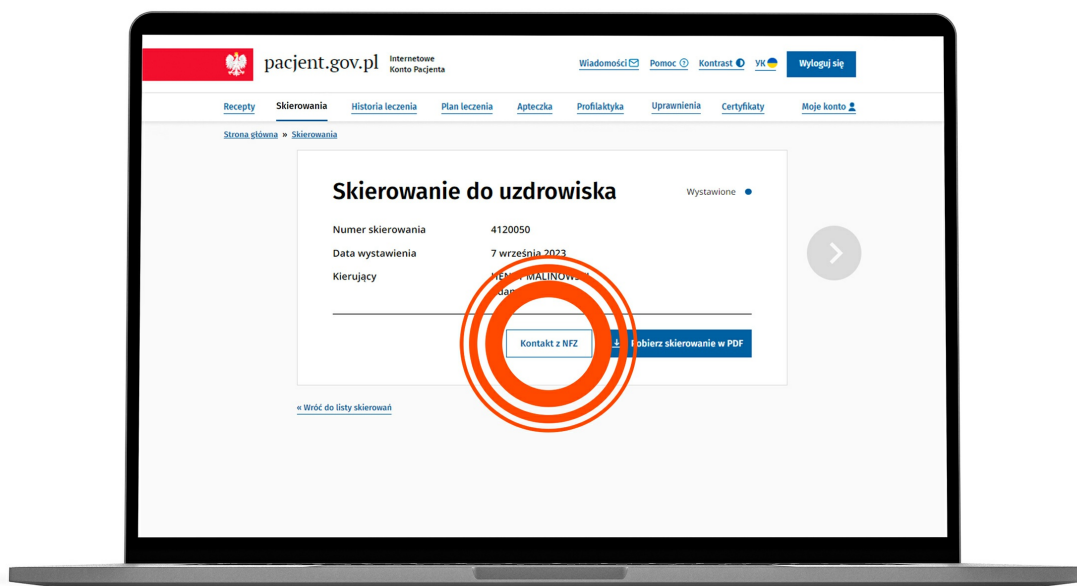 pacjent.gov.pl Internetowe Konto Pacjenta
Wiadomości Pomoc Kontrast УК Wyloguj się
Recepty Skierowania Historia leczenia Plan leczenia Apteczka Profilaktyka Uprawnienia Certyfikaty Moje konto
Strona główna » Skierowania
Skierowanie do uzdrowiska Wystawione
Numer skierowania 4120050
Data wystawienia 7 września 2023
Kierujący
Kontakt z NFZ Pobierz skierowanie w PDF
« Wróć do listy skierowań